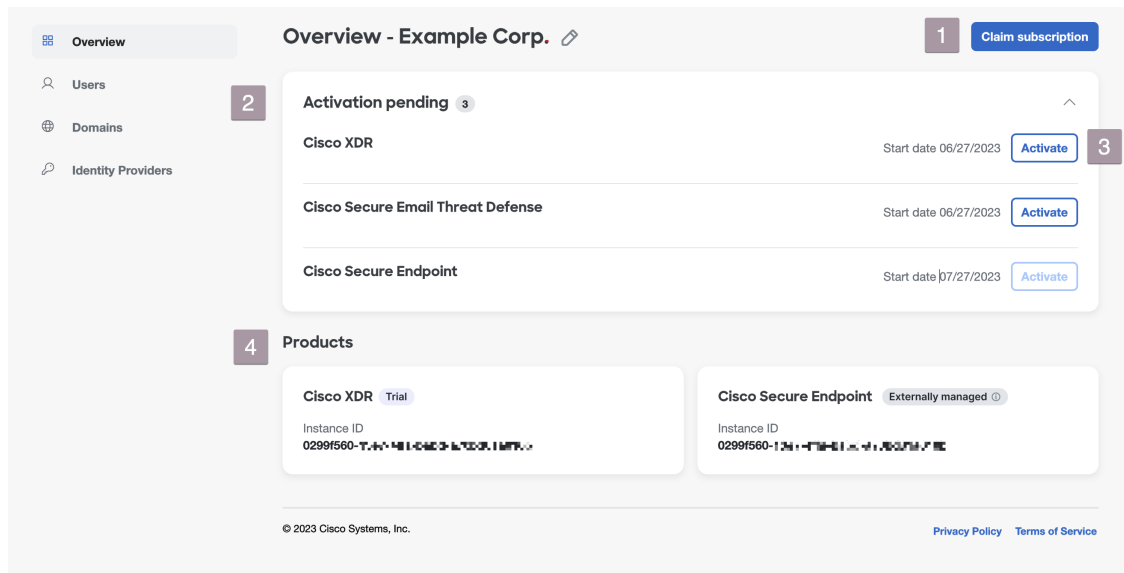 Overview
Users
Domains
Identity Providers
Overview - Example Corp.
1
Claim subscription
2
Activation pending 3
Cisco XDR
Start date 06/27/2023 Activate
3
Cisco Secure Email Threat Defense
Start date 06/27/2023 Activate
Cisco Secure Endpoint
Start date 07/27/2023 Activate
4
Products
Cisco XDR Trial
Instance ID
0299f560-
Cisco Secure Endpoint Externally managed
Instance ID
0299f560-
© 2023 Cisco Systems, Inc.
Privacy Policy Terms of Service